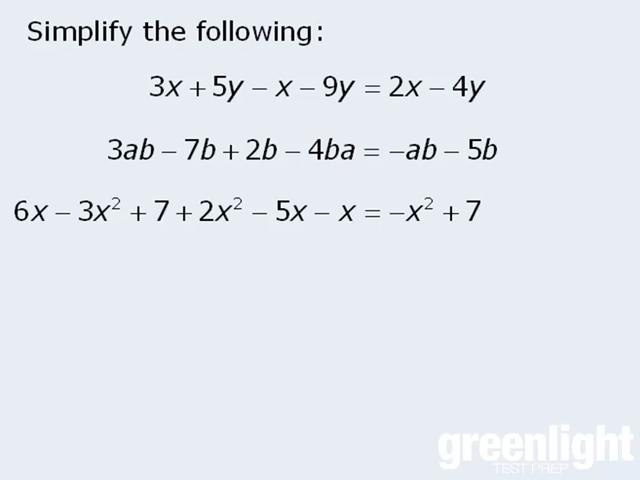 Simplify the following:
3x + 5y − x − 9y = 2x − 4y
3ab − 7b + 2b − 4ba = −ab − 5b
6x − 3x² + 7 + 2x² − 5x − x = −x² + 7
greenlight
TEST PREP